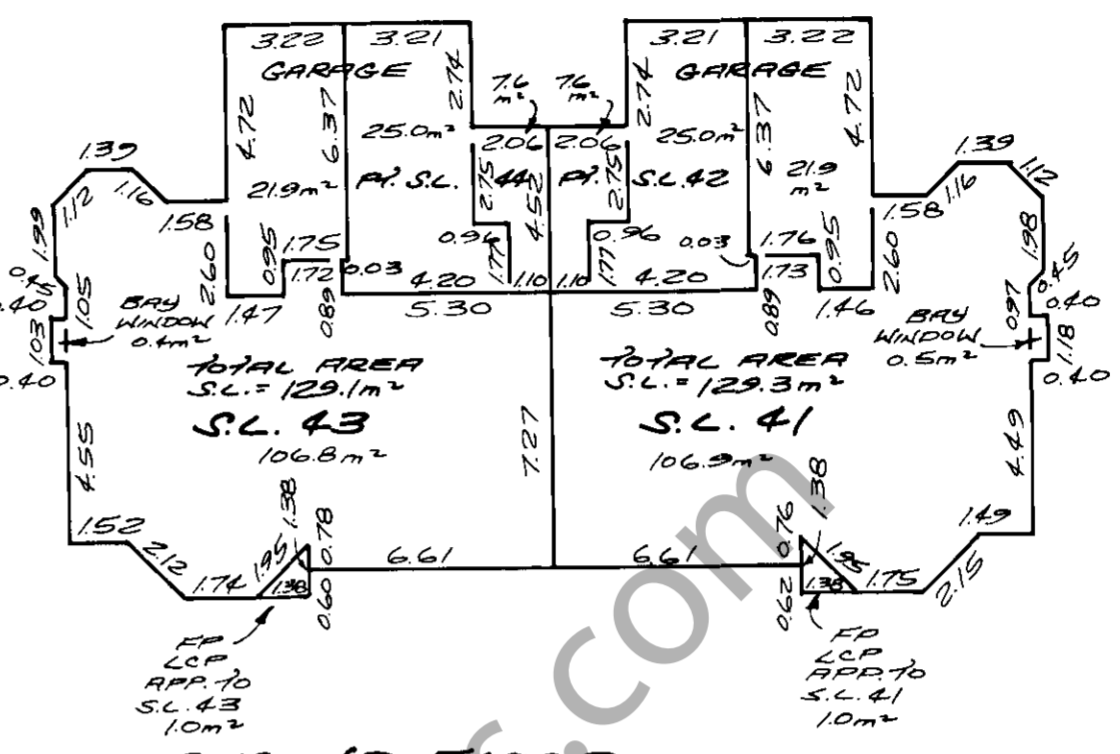 3.22 3.21 3.21 3.22
GARAGE GARAGE
4.72 6.37 2.74 7.6 m² 7.6 m² 2.74 6.37 4.72
25.0m² 2.06 2.06 25.0m²
1.39 1.39
1.12 1.16 1.16 1.12
21.9m² Pt. S.L. 44 Pt. S.L. 42 21.9 m²
2.75 4.52 2.75
1.99 1.58 1.58 1.98
2.60 0.95 1.75 0.96 0.96 1.76 0.95 2.60
1.72 0.03 1.77 1.77 0.03 1.73
4.20 1.10 1.10 4.20
0.45 0.45
0.40 0.40
1.05 1.47 0.89 5.30 5.30 0.89 1.46 0.97
BAY WINDOW 0.4m²
BAY WINDOW 0.5m²
1.03 1.18
0.40 0.40
TOTAL AREA
S.L. = 129.1m²
S.L. 43
106.8m²
TOTAL AREA
S.L. = 129.3m²
S.L. 41
106.9m²
4.55 7.27 4.49
1.38 1.38
1.52 0.78 0.76 1.49
2.12 1.95 6.61 6.61 1.95 2.15
1.74 1.38 0.60 0.62 1.38 1.75
FP
LCP
APP. TO
S.L. 43
1.0m²
FP
LCP
APP. TO
S.L. 41
1.0m²